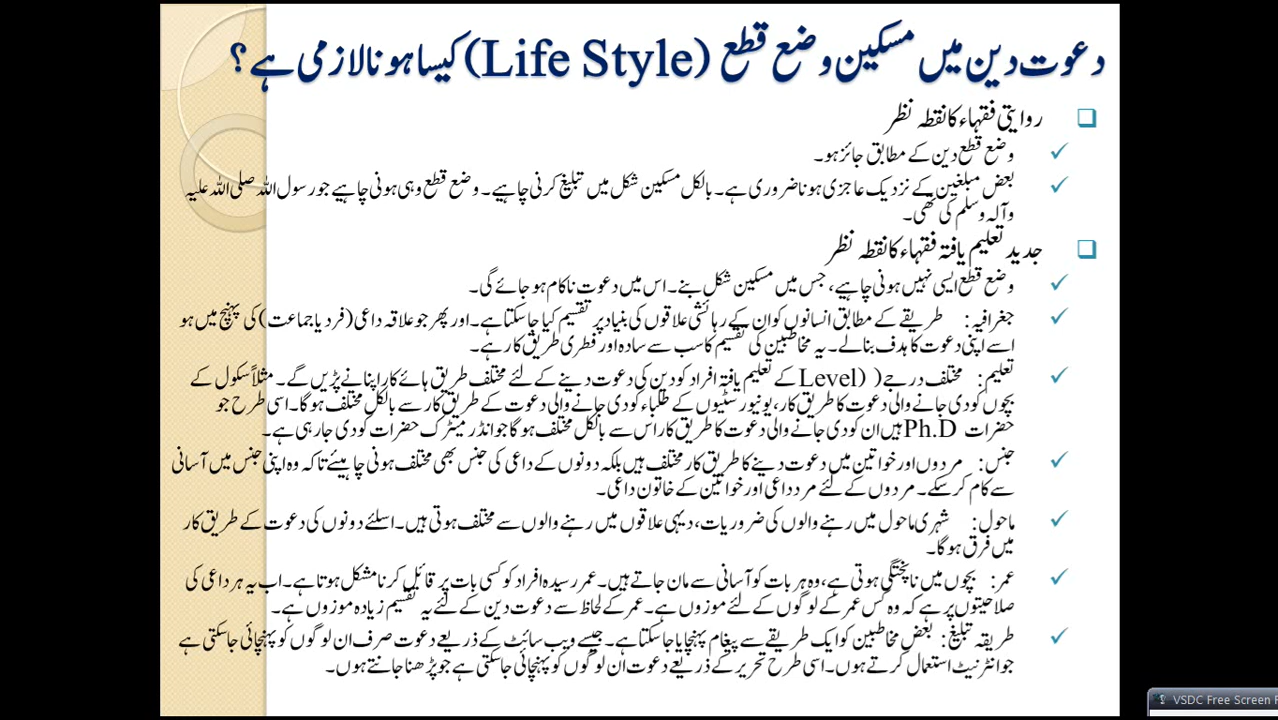 دعوت دین میں مسکین وضع قطع (Life Style) کیسا ہونا لازمی ہے؟
روایتی فقہاء کا نقطہ نظر
وضع قطع دین کے مطابق جائز ہو۔
بعض مبلغین کے نزدیک عاجزی ہونا ضروری ہے۔ بالکل مسکین شکل میں تبلیغ کرنی چاہیے۔ وضع قطع وہی ہونی چاہیے جو رسول اللہ صلی اللہ علیہ
وآلہ وسلم کی تھی۔
جدید تعلیم یافتہ فقہاء کا نقطہ نظر
وضع قطع ایسی نہیں ہونی چاہیے، جس میں مسکین شکل بنے۔ اس میں دعوت ناکام ہو جائے گی۔
جغرافیہ: طریقے کے مطابق انسانوں کو ان کے رہائشی علاقوں کی بنیاد پر تقسیم کیا جا سکتا ہے۔ اور پھر جو علاقہ داعی (فرد یا جماعت) کی پہنچ میں ہو
اسے اپنی دعوت کا ہدف بنا لے۔ یہ مخاطبین کی تقسیم کا سب سے سادہ اور فطری طریق کار ہے۔
تعلیم: مختلف درجے( (Level کے تعلیم یافتہ افراد کو دین کی دعوت دینے کے لئے مختلف طریق ہائے کار اپنانے پڑیں گے۔ مثلاً سکول کے
بچوں کو دی جانے والی دعوت کا طریق کار، یونیورسٹیوں کے طلباء کو دی جانے والی دعوت کے طریق کار سے بالکل مختلف ہو گا۔ اسی طرح جو
حضرات Ph.D ہیں ان کو دی جانے والی دعوت کا طریق کار اس سے بالکل مختلف ہو گا جو انڈر میٹرک حضرات کو دی جا رہی ہے۔
جنس: مردوں اور خواتین میں دعوت دینے کا طریق کار مختلف ہیں بلکہ دونوں کے داعی کی جنس بھی مختلف ہونی چاہیئے تاکہ وہ اپنی جنس میں آسانی
سے کام کر سکے۔ مردوں کے لئے مرد داعی اور خواتین کے خاتون داعی۔
ماحول: شہری ماحول میں رہنے والوں کی ضروریات، دیہی علاقوں میں رہنے والوں سے مختلف ہوتی ہیں۔ اسلئے دونوں کی دعوت کے طریق کار
میں فرق ہو گا۔
عمر: بچوں میں ناپختگی ہوتی ہے، وہ ہر بات کو آسانی سے مان جاتے ہیں۔ عمر رسیدہ افراد کو کسی بات پر قائل کرنا مشکل ہوتا ہے۔ اب یہ ہر داعی کی
صلاحیتوں پر ہے کہ وہ کس عمر کے لوگوں کے لئے موزوں ہے۔ عمر کے لحاظ سے دعوت دین کے لئے یہ تقسیم زیادہ موزوں ہے۔
طریقہ تبلیغ: بعض مخاطبین کو ایک طریقے سے پیغام پہنچایا جا سکتا ہے۔ جیسے ویب سائٹ کے ذریعے دعوت صرف ان لوگوں کو پہنچائی جا سکتی ہے
جو انٹرنیٹ استعمال کرتے ہوں۔ اسی طرح تحریر کے ذریعے دعوت ان لوگوں کو پہنچائی جا سکتی ہے جو پڑھنا جانتے ہوں۔
VSDC Free Screen